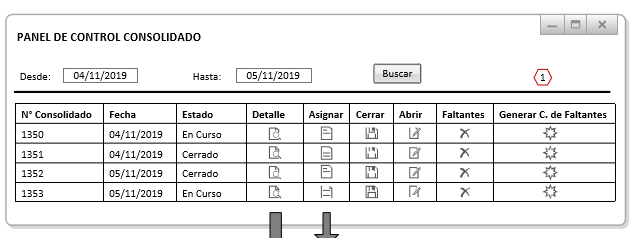 PANEL DE CONTROL CONSOLIDADO
Desde: 04/11/2019 Hasta: 05/11/2019 Buscar 1
N° Consolidado Fecha Estado Detalle Asignar Cerrar Abrir Faltantes Generar C. de Faltantes
1350 04/11/2019 En Curso
1351 04/11/2019 Cerrado
1352 05/11/2019 Cerrado
1353 05/11/2019 En Curso